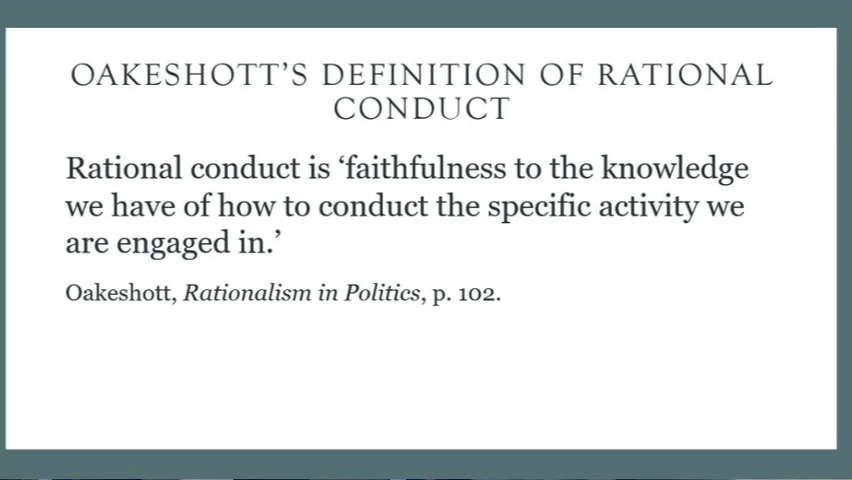 OAKESHOTT’S DEFINITION OF RATIONAL
CONDUCT
Rational conduct is ‘faithfulness to the knowledge
we have of how to conduct the specific activity we
are engaged in.’
Oakeshott, Rationalism in Politics, p. 102.